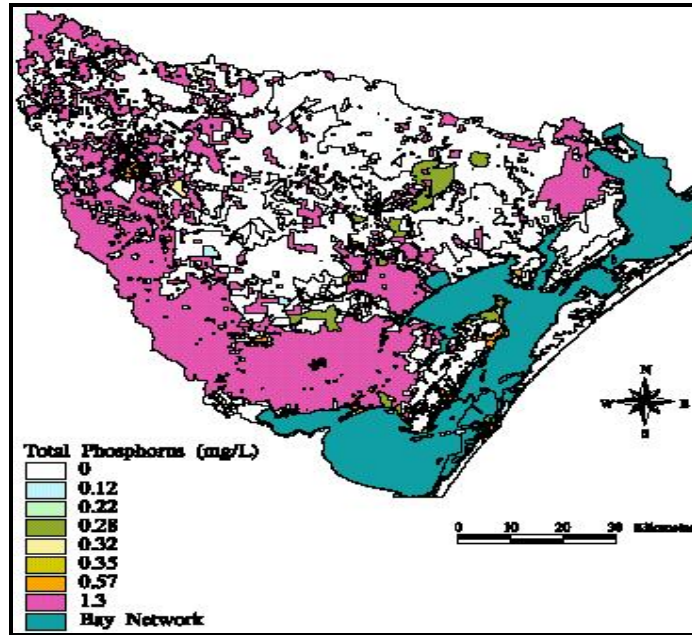 N
W E
S
Total Phosphorus (mg/L)
0
0.12
0.22
0.28
0.32
0.35
0.57
1.3
Bay Network
0 10 20 30 Kilometers